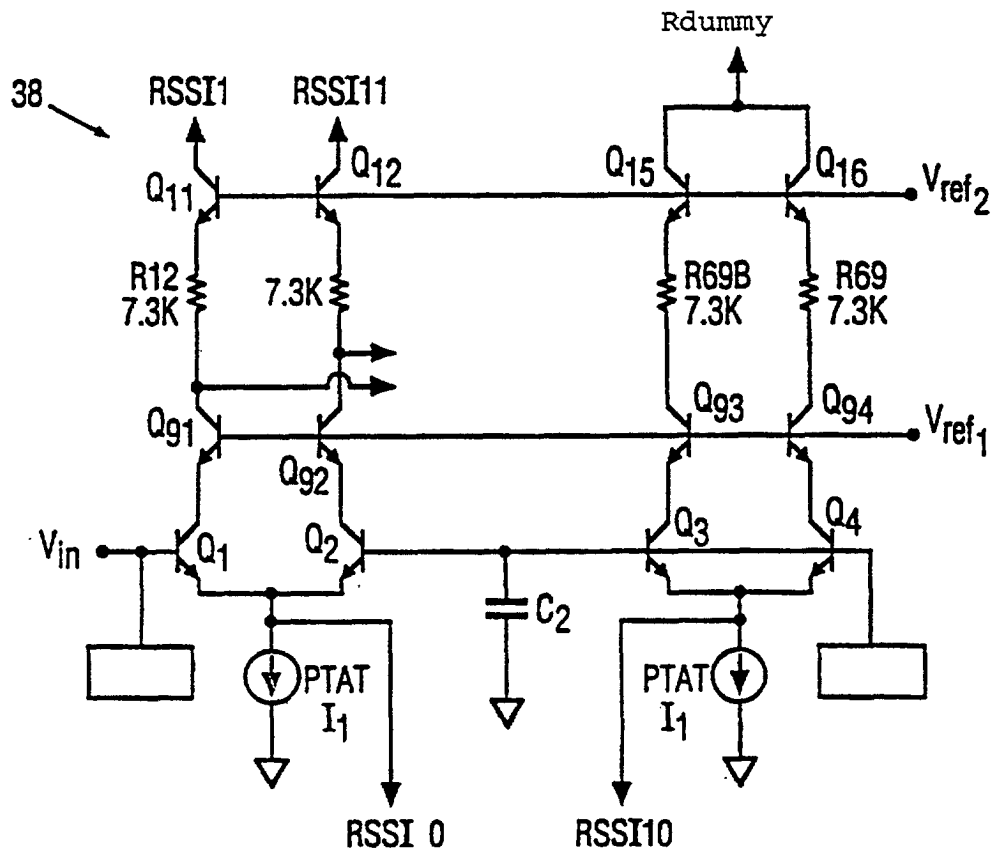 Rdummy
38
RSSI1
RSSI11
Q11
Q12
Q15
Q16
Vref2
R12
7.3K
7.3K
R69B
7.3K
R69
7.3K
Q91
Q92
Q93
Q94
Vref1
Vin
Q1
Q2
Q3
Q4
C2
PTAT
I1
PTAT
I1
RSSI 0
RSSI10